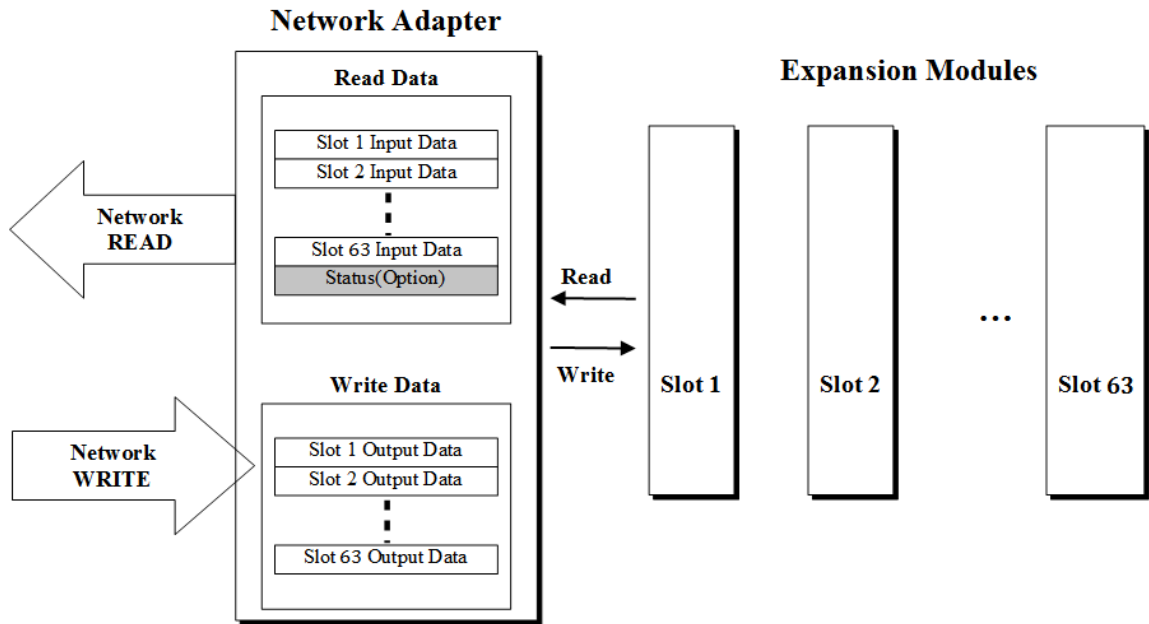 Network Adapter
Read Data
Slot 1 Input Data
Slot 2 Input Data
Slot 63 Input Data
Status(Option)
Network
READ
Write Data
Slot 1 Output Data
Slot 2 Output Data
Slot 63 Output Data
Network
WRITE
Read
Write
Expansion Modules
Slot 1
Slot 2
...
Slot 63